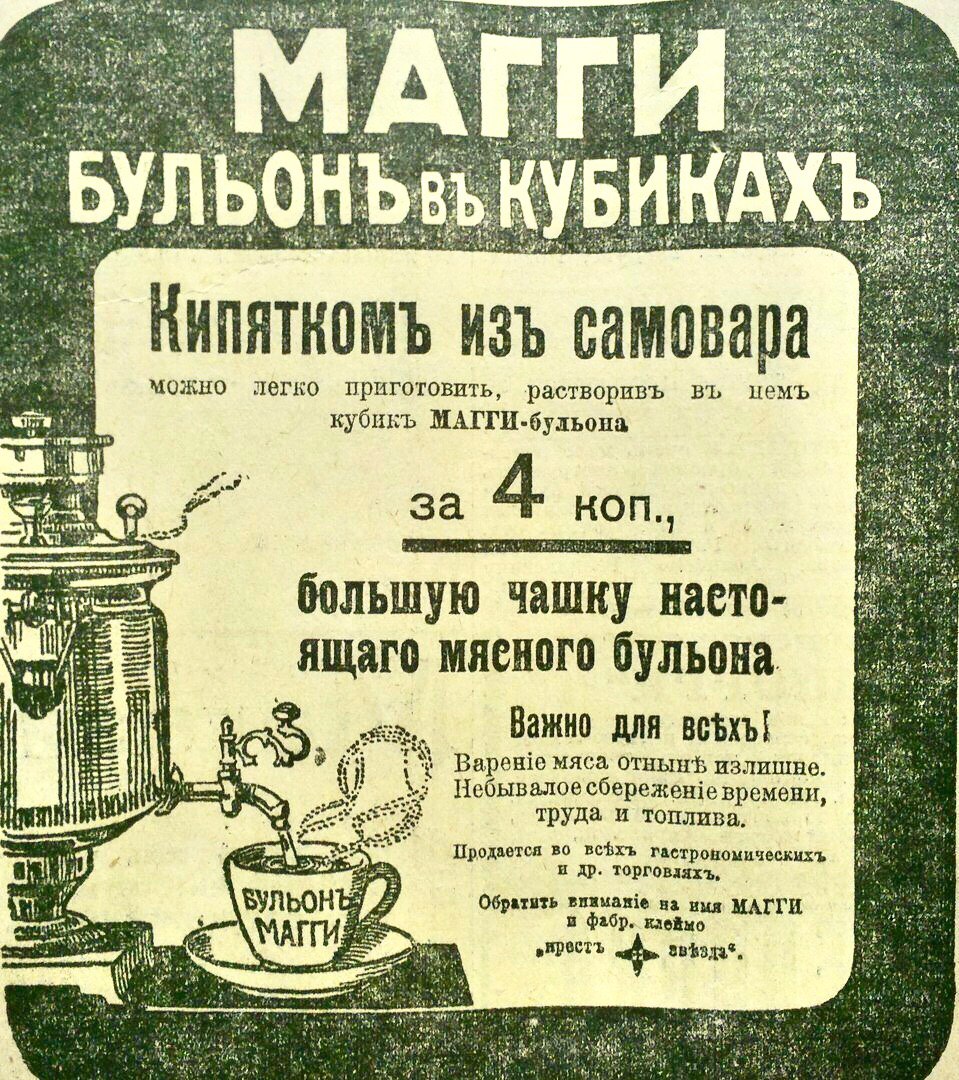 МАГГИ
БУЛЬОНЪ въ КУБИКАХЪ
Кипяткомъ изъ самовара
можно легко приготовить, растворивъ въ немъ
кубикъ МАГГИ-бульона
за 4 коп.,
большую чашку насто-
ящаго мясного бульона
Важно для всѣхъ!
Вареніе мяса отнынѣ излишне.
Небывалое сбереженіе времени,
труда и топлива.
Продается во всѣхъ гастрономическихъ
и др. торговляхъ.
Обратить вниманіе на имя МАГГИ
и фабр. клеймо
„крестъ звѣзда“.
БУЛЬОНЪ
МАГГИ